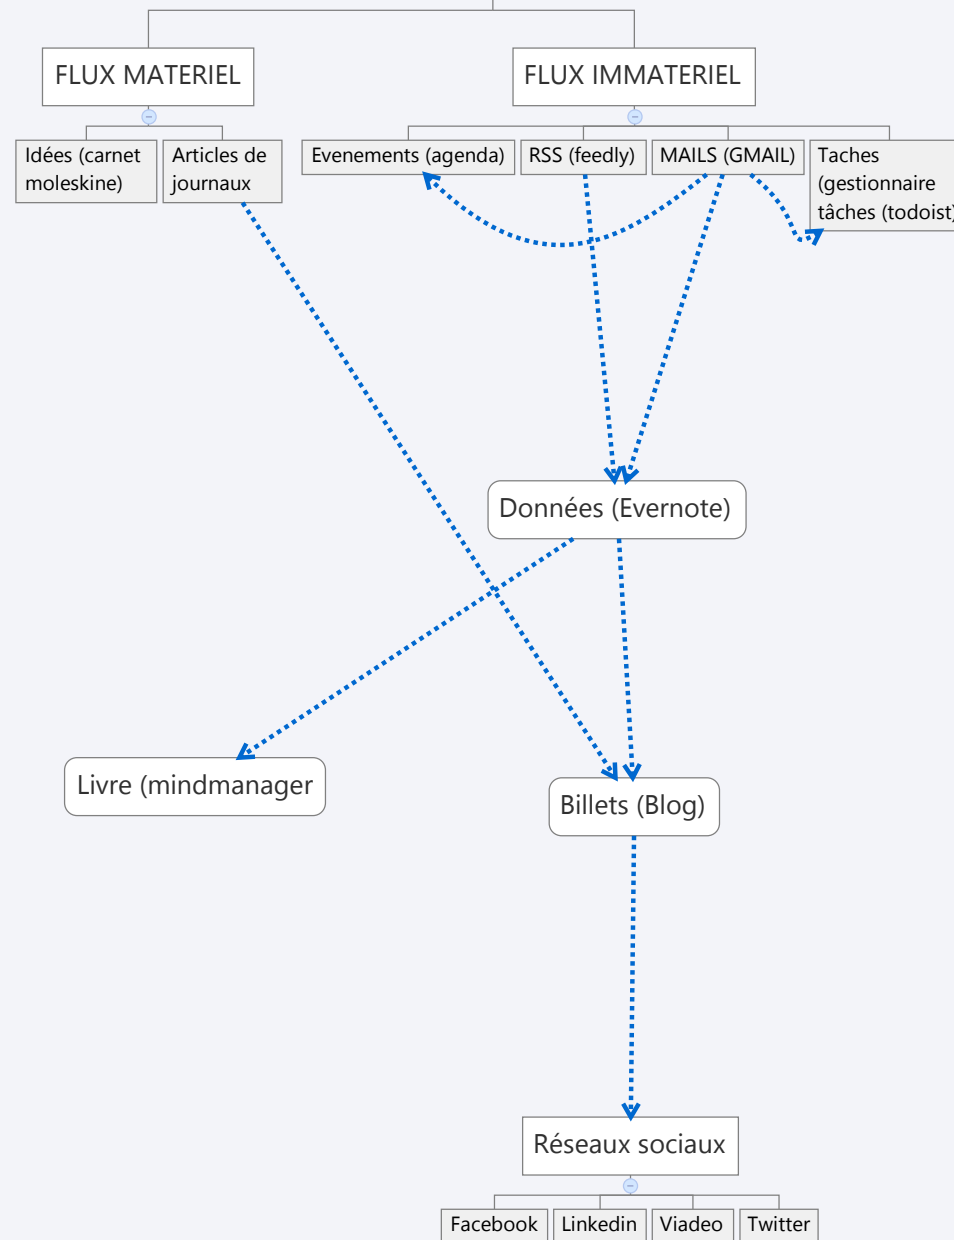 FLUX MATERIEL
FLUX IMMATERIEL
Idées (carnet
moleskine)
Articles de
journaux
Evenements (agenda)
RSS (feedly)
MAILS (GMAIL)
Taches
(gestionnaire
tâches (todoist)
Données (Evernote)
Livre (mindmanager
Billets (Blog)
Réseaux sociaux
Facebook
Linkedin
Viadeo
Twitter